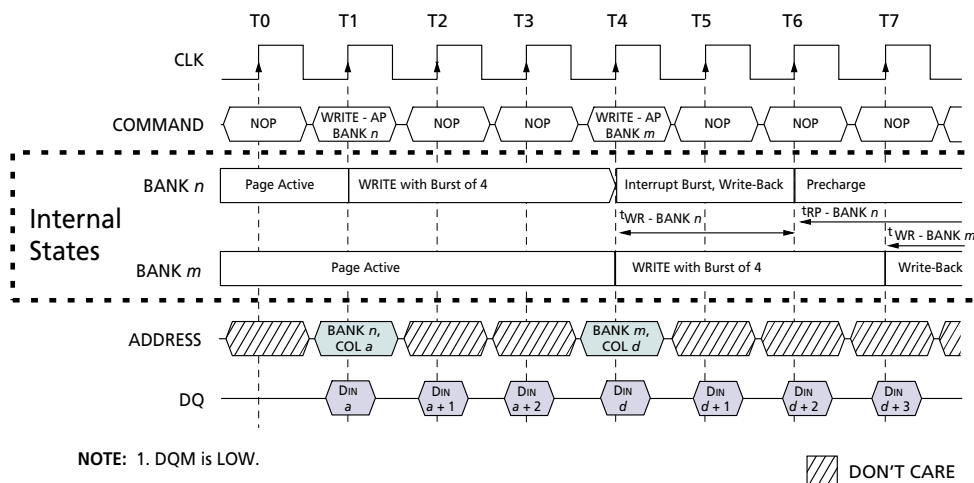 T0 T1 T2 T3 T4 T5 T6 T7
CLK
COMMAND
NOP
WRITE - AP
BANK n
NOP
NOP
WRITE - AP
BANK m
NOP
NOP
NOP
Internal
States
BANK n
Page Active
WRITE with Burst of 4
Interrupt Burst, Write-Back
Precharge
tWR - BANK n
tRP - BANK n
tWR - BANK m
BANK m
Page Active
WRITE with Burst of 4
Write-Back
ADDRESS
BANK n,
COL a
BANK m,
COL d
DQ
DIN
a
DIN
a + 1
DIN
a + 2
DIN
d
DIN
d + 1
DIN
d + 2
DIN
d + 3
NOTE: 1. DQM is LOW.
DON'T CARE